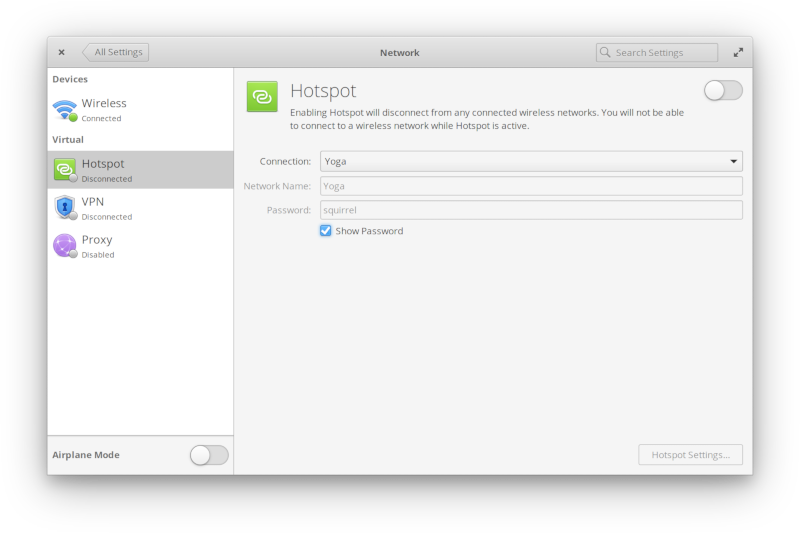 All Settings
Network
Search Settings
Devices
Wireless
Connected
Virtual
Hotspot
Disconnected
VPN
Disconnected
Proxy
Disabled
Airplane Mode
Hotspot
Enabling Hotspot will disconnect from any connected wireless networks. You will not be able
to connect to a wireless network while Hotspot is active.
Connection: Yoga
Network Name: Yoga
Password: squirrel
Show Password
Hotspot Settings...